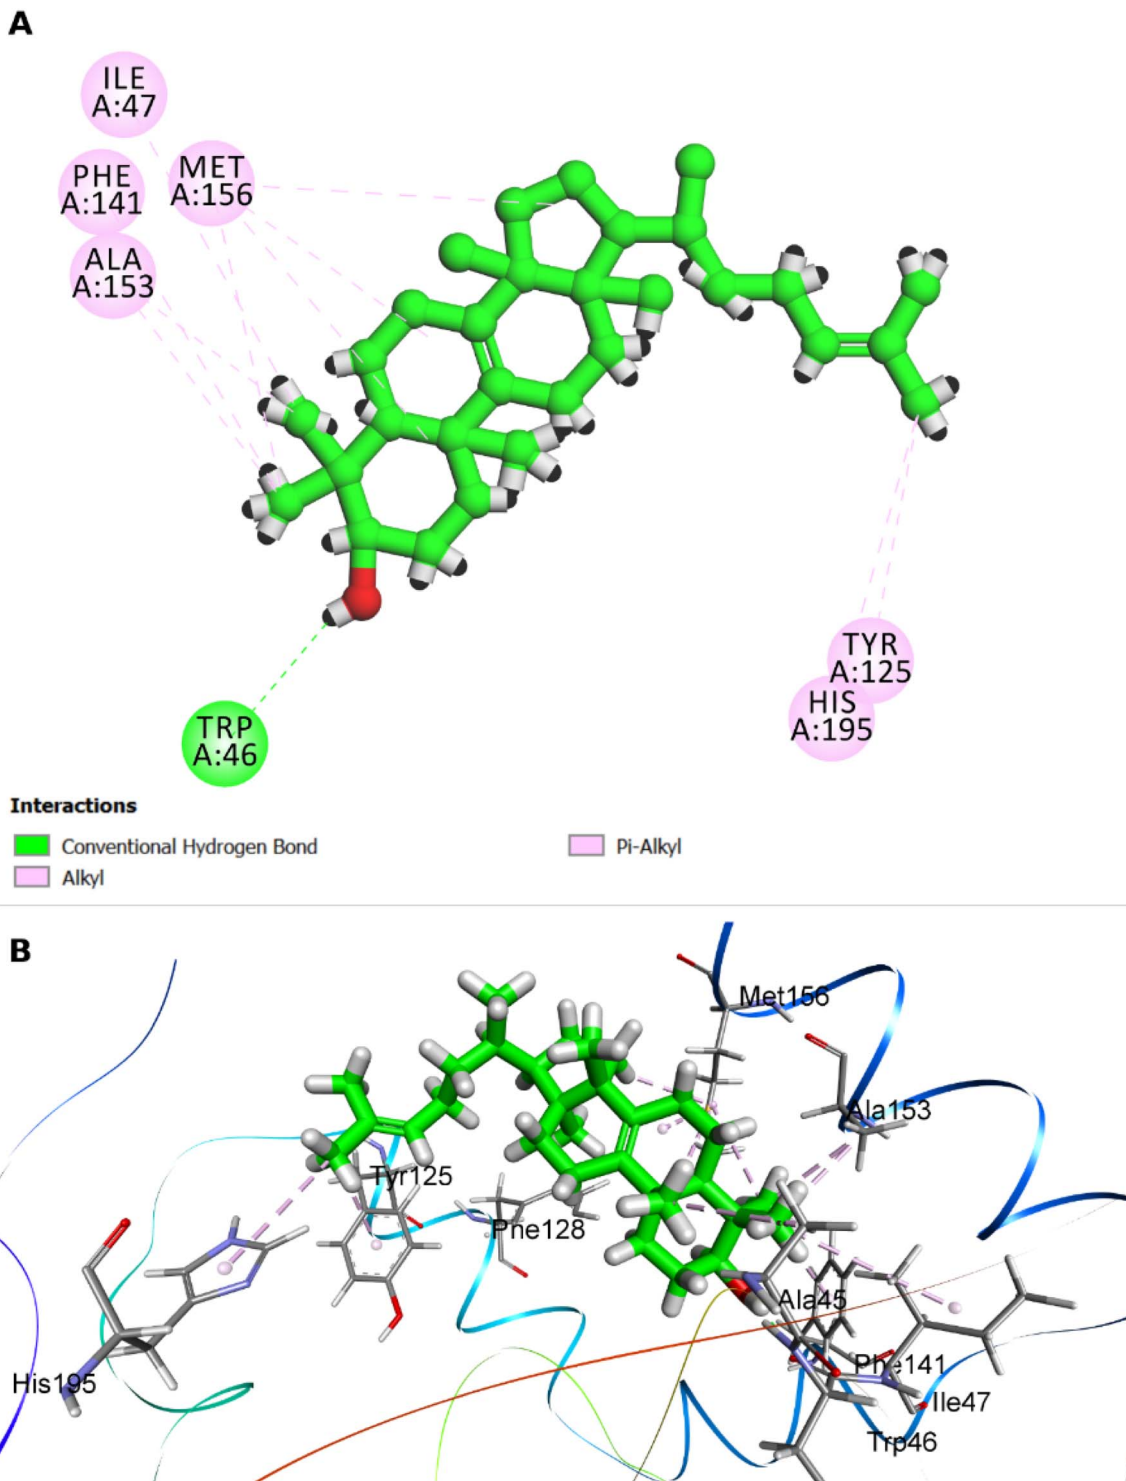 A
ILE
A:47
PHE
A:141
MET
A:156
ALA
A:153
TYR
A:125
HIS
A:195
TRP
A:46
Interactions
Conventional Hydrogen Bond
Alkyl
Pi-Alkyl
B
Met156
Ala153
Tyr125
Pne128
Ala45
Phe141
His195
Ile47
Trp46